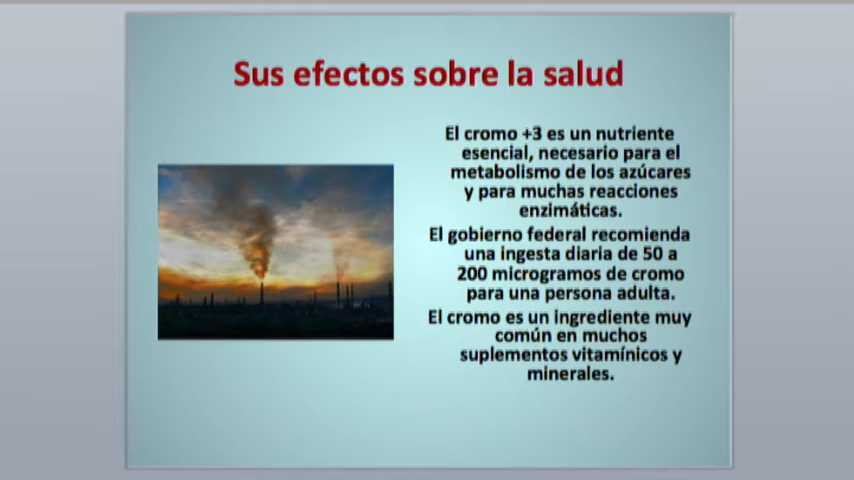 Sus efectos sobre la salud
El cromo +3 es un nutriente
esencial, necesario para el
metabolismo de los azúcares
y para muchas reacciones
enzimáticas.
El gobierno federal recomienda
una ingesta diaria de 50 a
200 microgramos de cromo
para una persona adulta.
El cromo es un ingrediente muy
común en muchos
suplementos vitamínicos y
minerales.